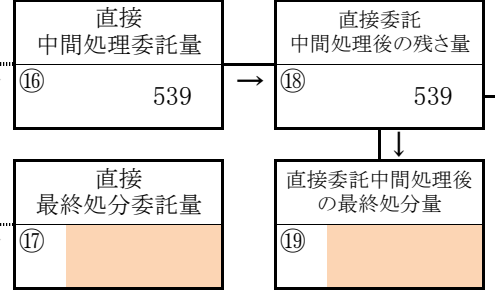 直接
中間処理委託量
⑯
539
→
直接委託
中間処理後の残さ量
⑱
539
↓
直接
最終処分委託量
⑰
直接委託中間処理後
の最終処分量
⑲